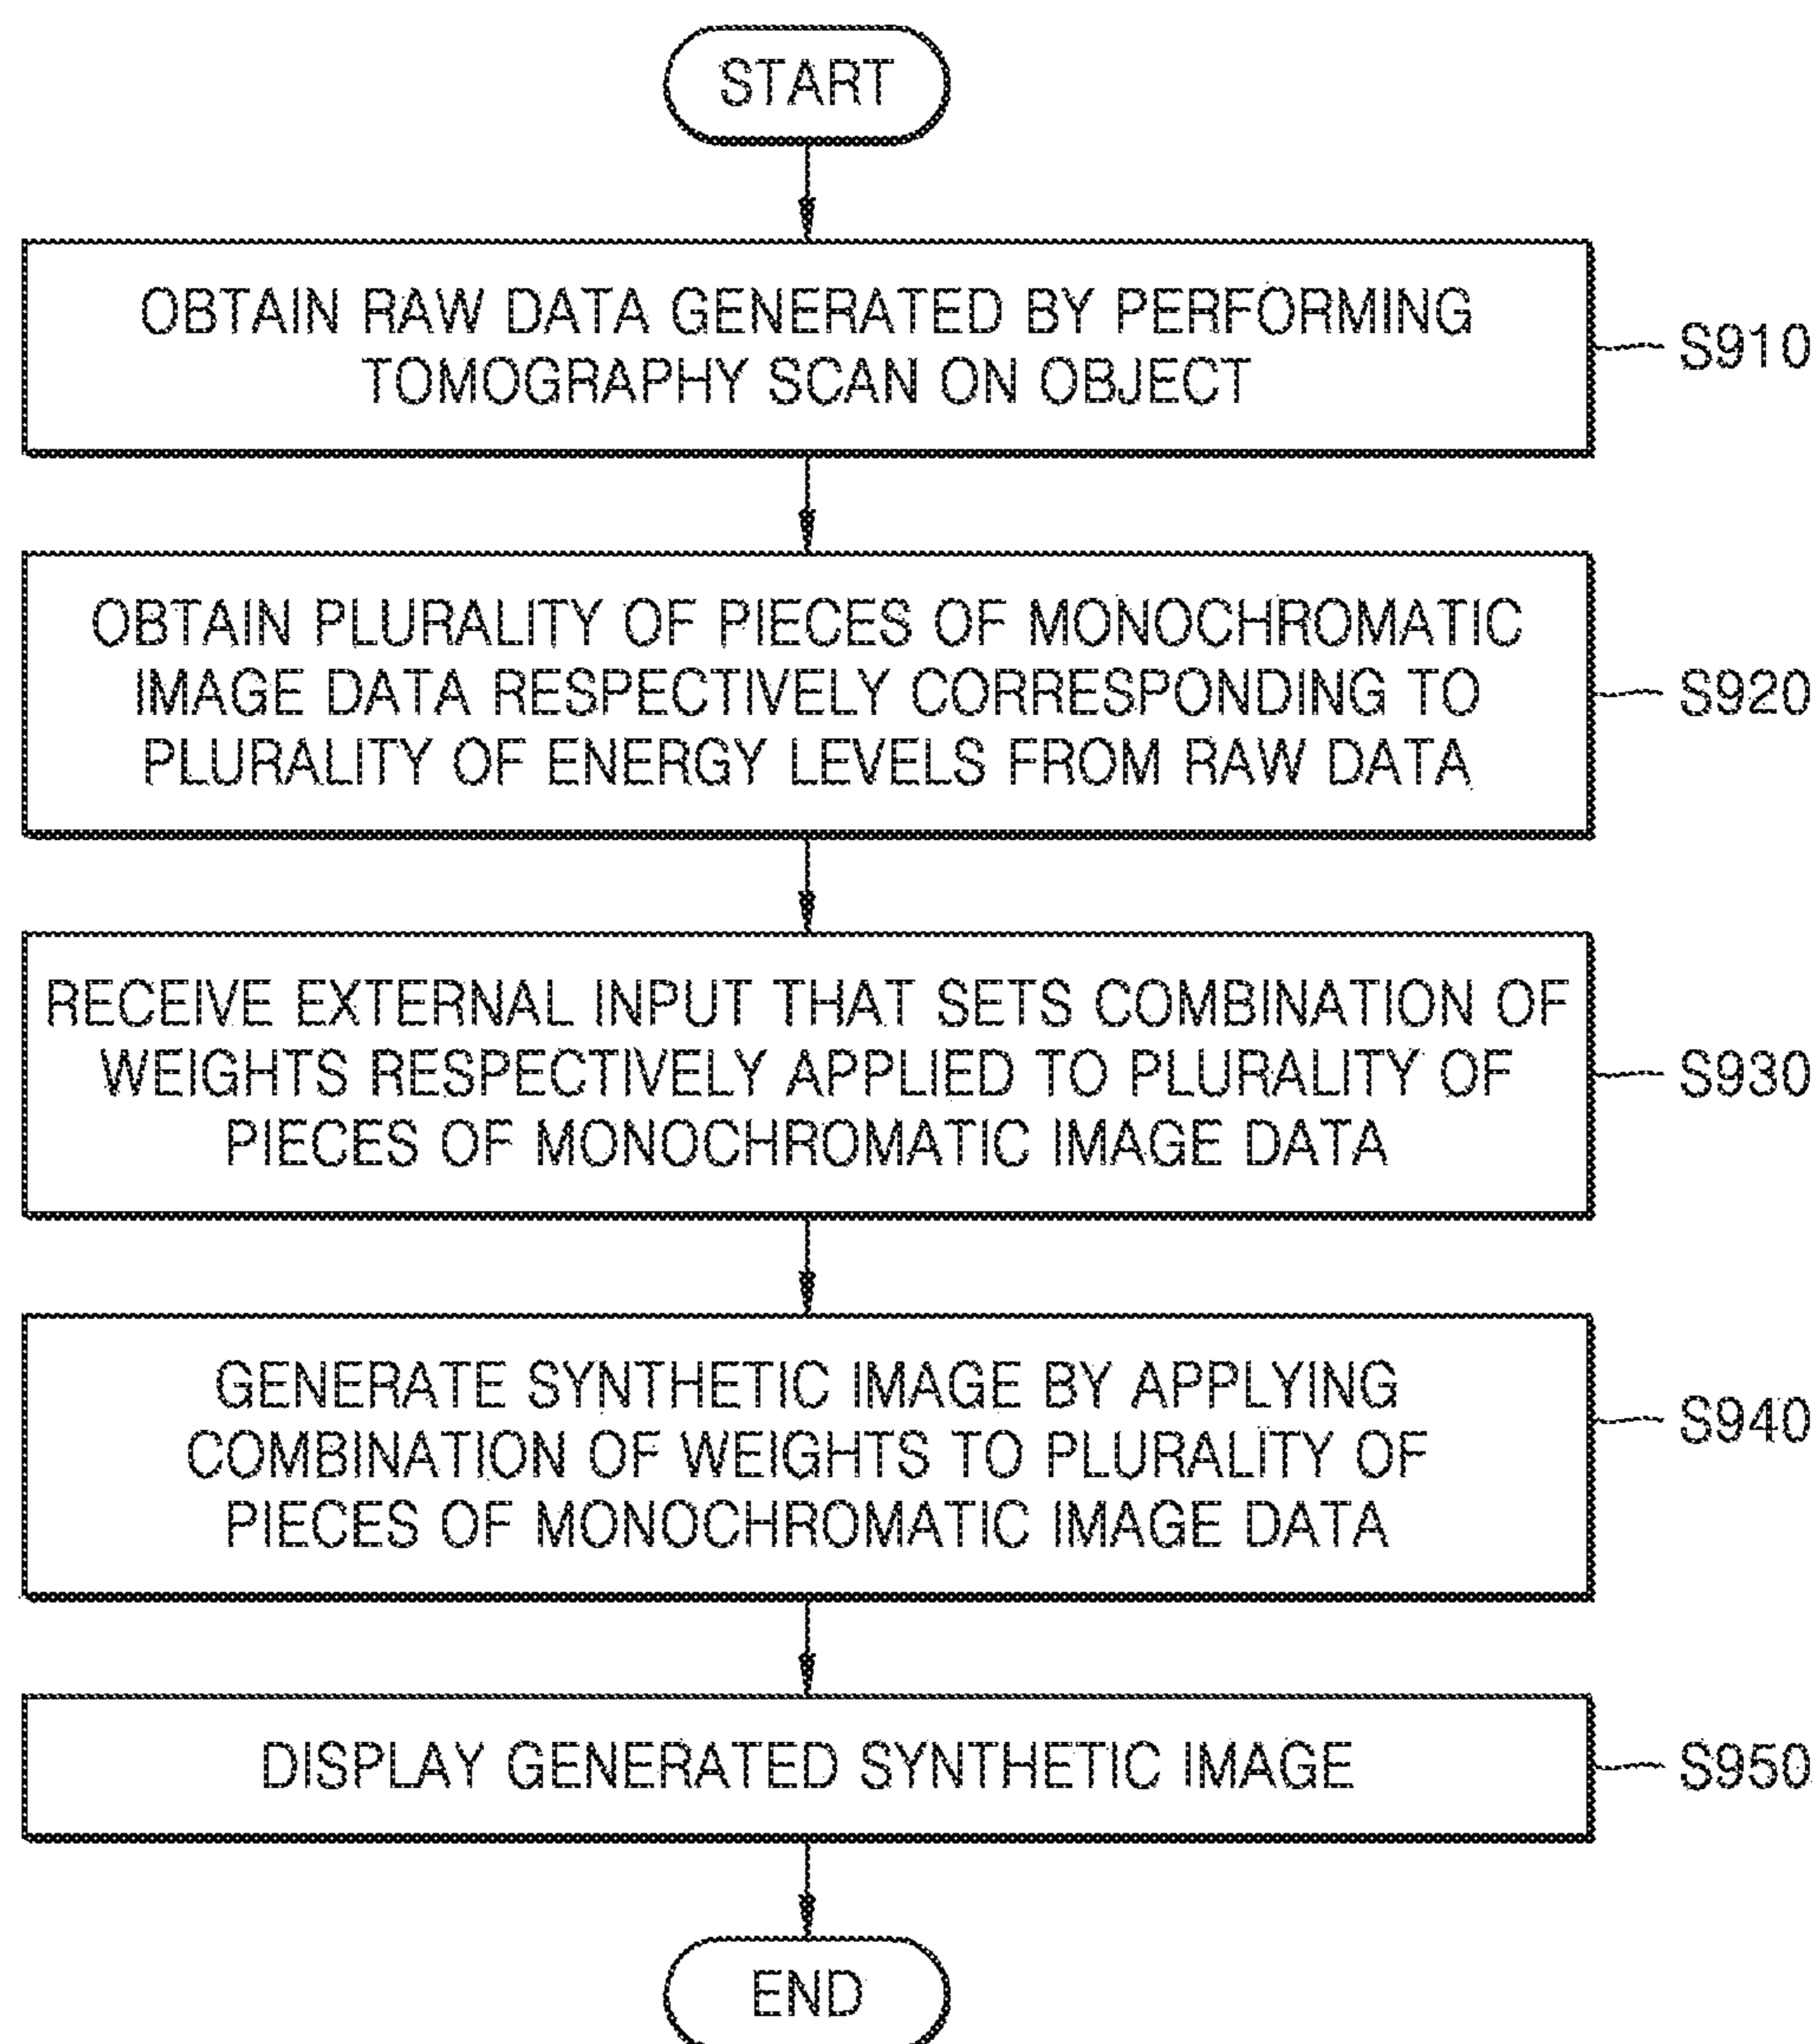 START
OBTAIN RAW DATA GENERATED BY PERFORMING
TOMOGRAPHY SCAN ON OBJECT
S910
OBTAIN PLURALITY OF PIECES OF MONOCHROMATIC
IMAGE DATA RESPECTIVELY CORRESPONDING TO
PLURALITY OF ENERGY LEVELS FROM RAW DATA
S920
RECEIVE EXTERNAL INPUT THAT SETS COMBINATION OF
WEIGHTS RESPECTIVELY APPLIED TO PLURALITY OF
PIECES OF MONOCHROMATIC IMAGE DATA
S930
GENERATE SYNTHETIC IMAGE BY APPLYING
COMBINATION OF WEIGHTS TO PLURALITY OF
PIECES OF MONOCHROMATIC IMAGE DATA
S940
DISPLAY GENERATED SYNTHETIC IMAGE
S950
END